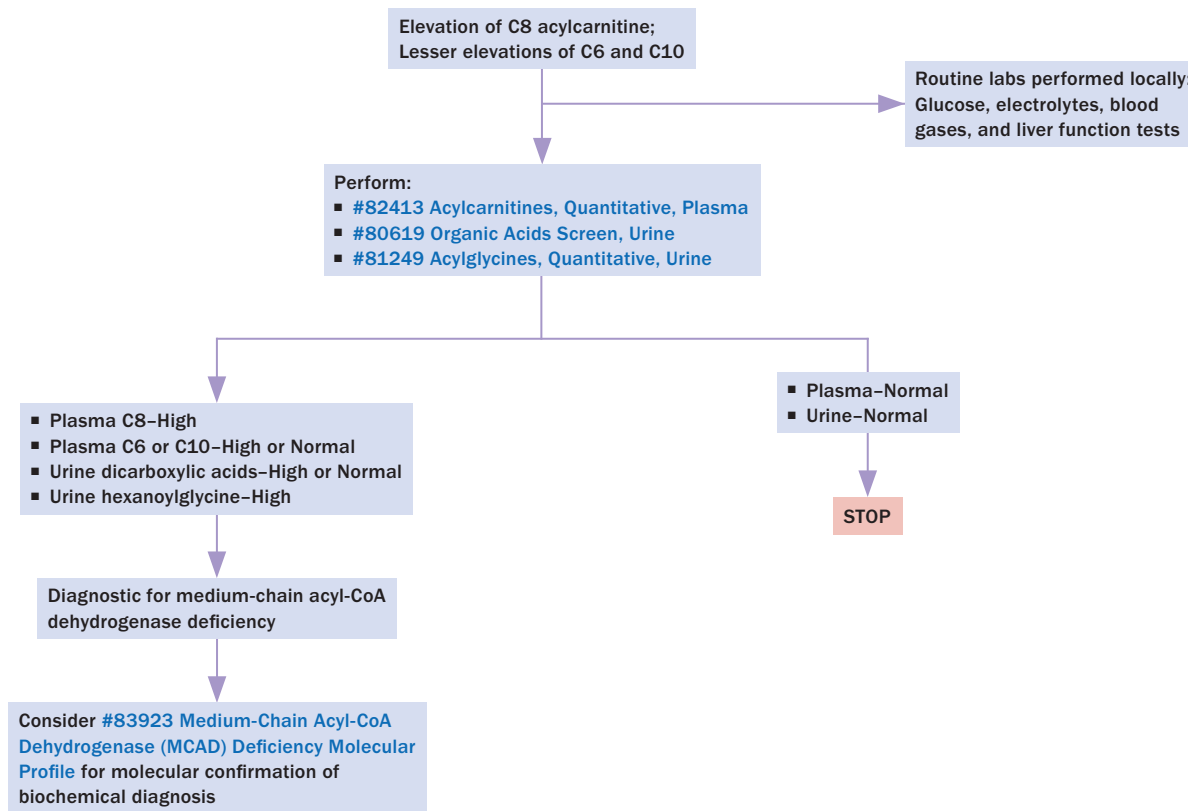 Elevation of C8 acylcarnitine;
Lesser elevations of C6 and C10
Routine labs performed locally:
Glucose, electrolytes, blood
gases, and liver function tests
Perform:
■ #82413 Acylcarnitines, Quantitative, Plasma
■ #80619 Organic Acids Screen, Urine
■ #81249 Acylglycines, Quantitative, Urine
■ Plasma C8–High
■ Plasma C6 or C10–High or Normal
■ Urine dicarboxylic acids–High or Normal
■ Urine hexanoylglycine–High
■ Plasma–Normal
■ Urine–Normal
STOP
Diagnostic for medium-chain acyl-CoA
dehydrogenase deficiency
Consider #83923 Medium-Chain Acyl-CoA
Dehydrogenase (MCAD) Deficiency Molecular
Profile for molecular confirmation of
biochemical diagnosis